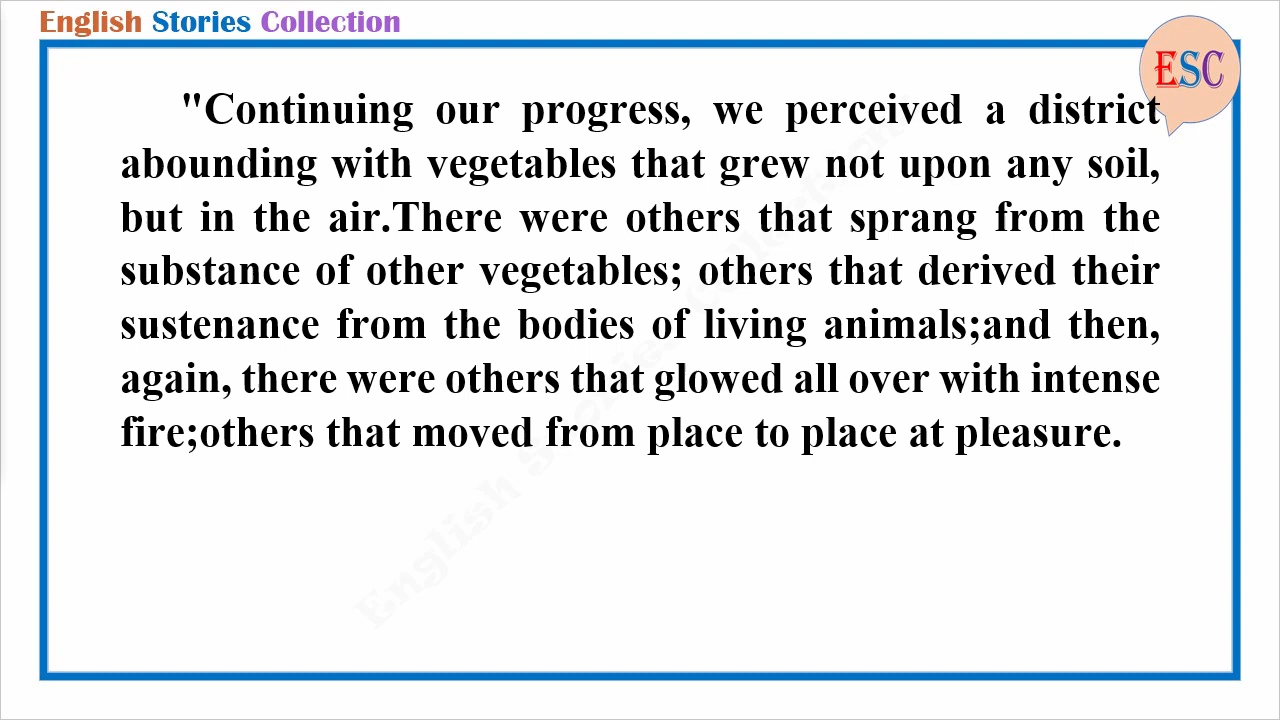 English Stories Collection
ESC
"Continuing our progress, we perceived a district
abounding with vegetables that grew not upon any soil,
but in the air.There were others that sprang from the
substance of other vegetables; others that derived their
sustenance from the bodies of living animals;and then,
again, there were others that glowed all over with intense
fire;others that moved from place to place at pleasure.
English Stories Collection